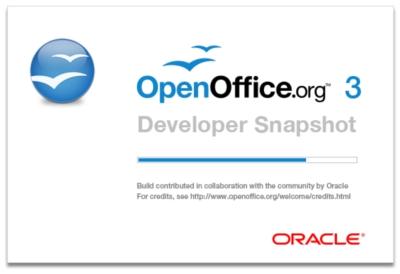 OpenOffice.org™ 3
Developer Snapshot
Build contributed in collaboration with the community by Oracle
For credits, see http://www.openoffice.org/welcome/credits.html
ORACLE